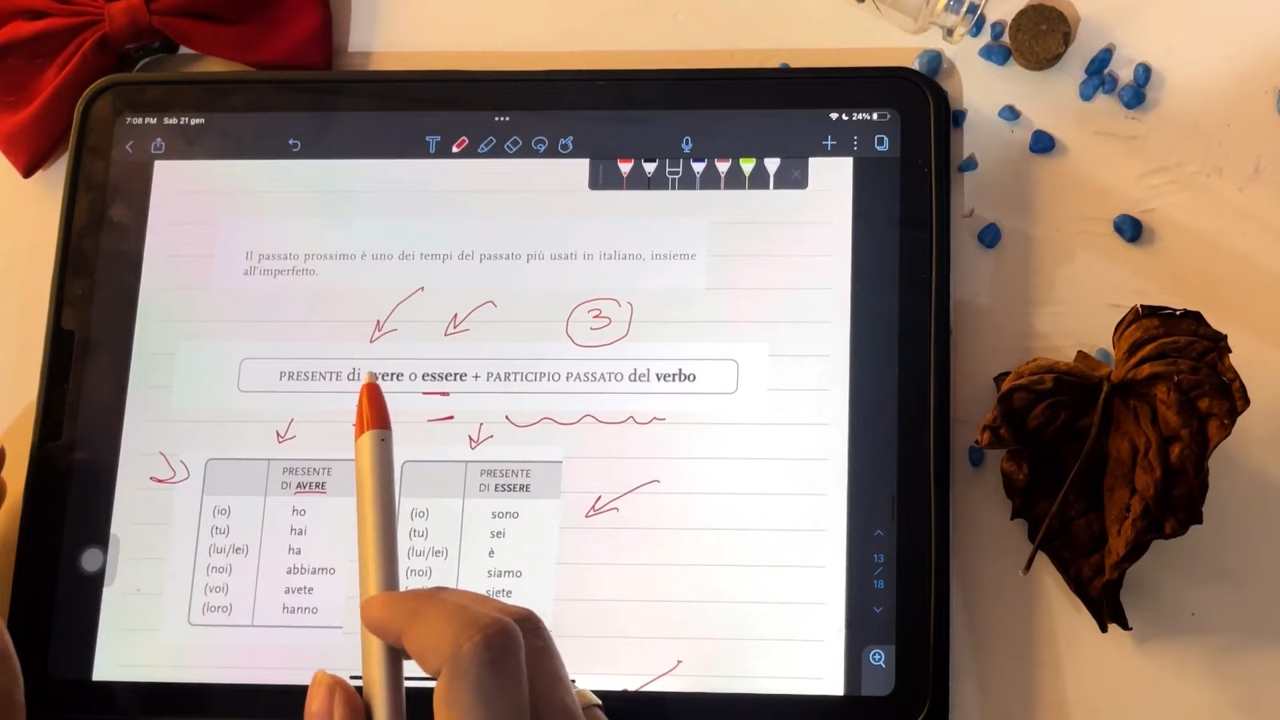 7:08 PM Sab 21 gen
24%
Il passato prossimo è uno dei tempi del passato più usati in italiano, insieme
all'imperfetto.
3
PRESENTE di avere o essere + PARTICIPIO PASSATO del verbo
PRESENTE
DI AVERE
(io) ho
(tu) hai
(lui/lei) ha
(noi) abbiamo
(voi) avete
(loro) hanno
PRESENTE
DI ESSERE
(io) sono
(tu) sei
(lui/lei) è
(noi) siamo
siete
13
/
18